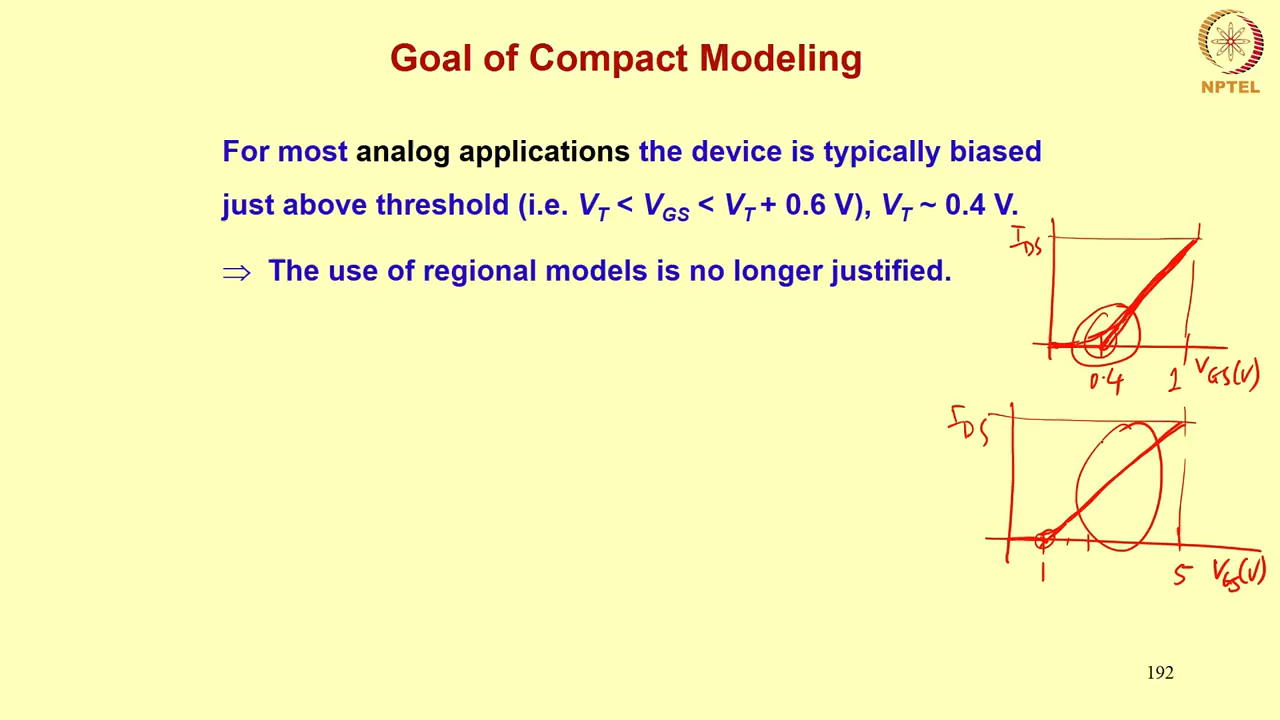 Goal of Compact Modeling
NPTEL
For most analog applications the device is typically biased
just above threshold (i.e. VT < VGS < VT + 0.6 V), VT ~ 0.4 V.
⇒ The use of regional models is no longer justified.
IDS
0.4 1 VGS(V)
IDS
1 5 VGS(V)
192